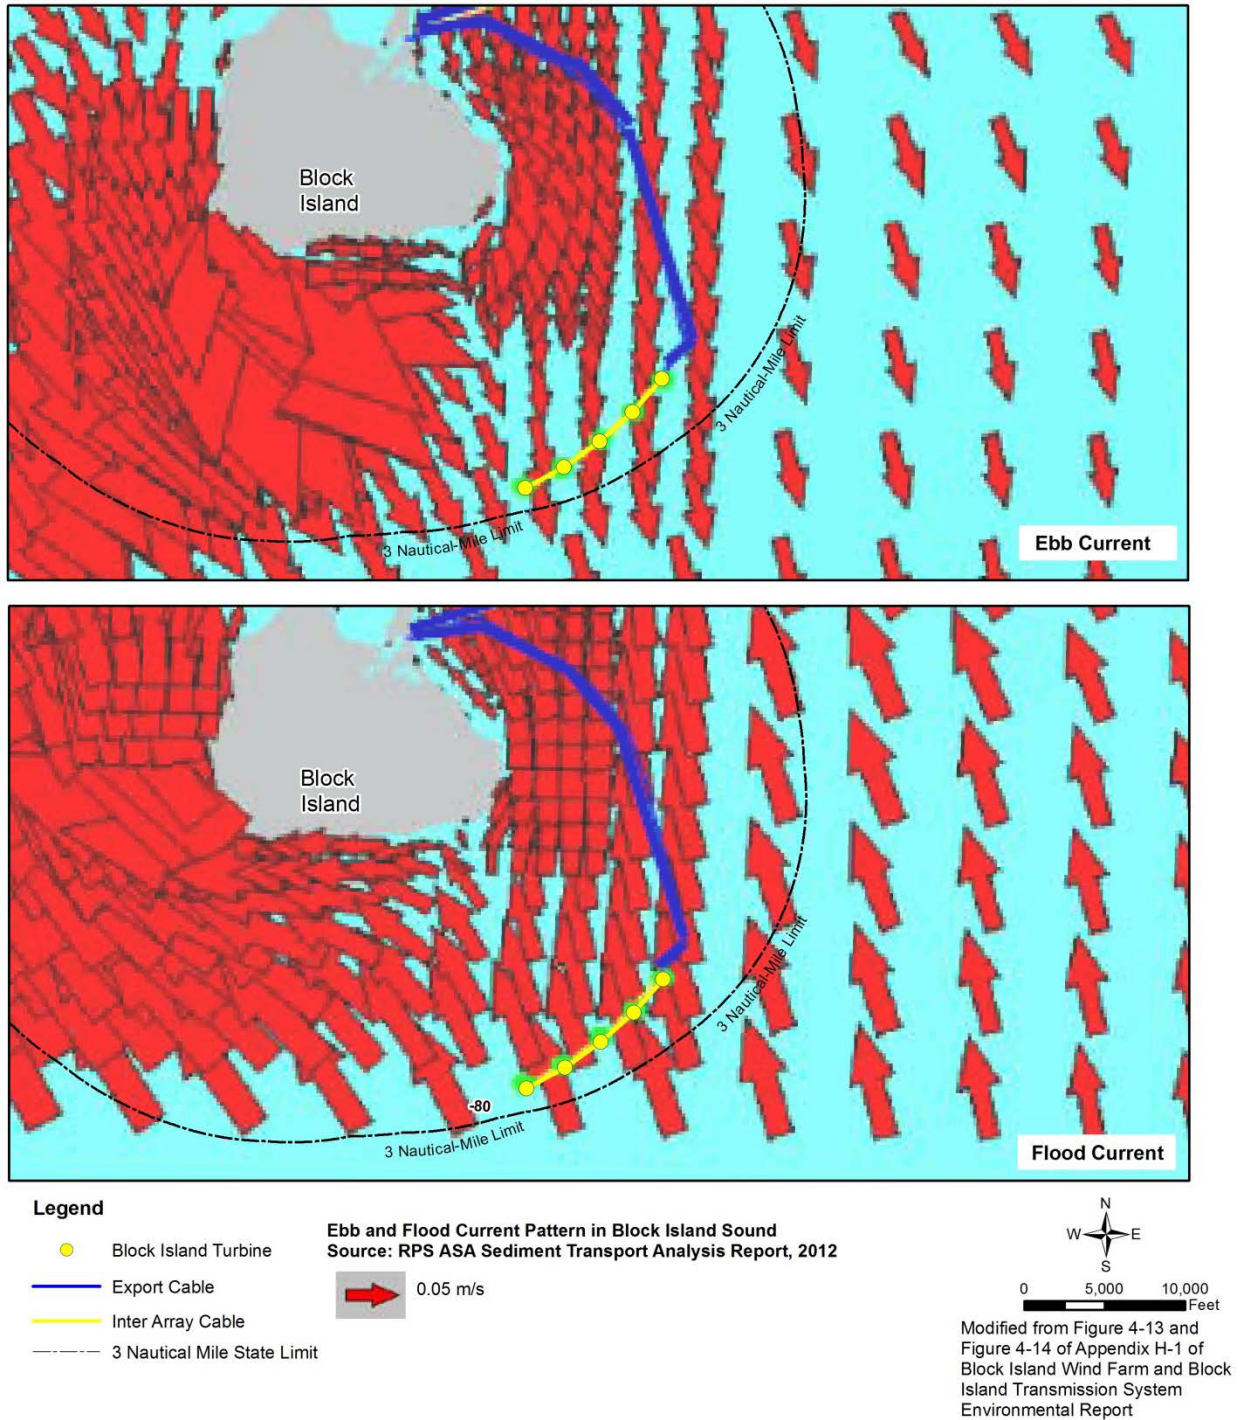 Block
Island
3 Nautical-Mile Limit
3 Nautical-Mile Limit
Ebb Current
Block
Island
3 Nautical-Mile Limit
-80
3 Nautical-Mile Limit
Flood Current
Legend
Block Island Turbine
Export Cable
Inter Array Cable
3 Nautical Mile State Limit
Ebb and Flood Current Pattern in Block Island Sound
Source: RPS ASA Sediment Transport Analysis Report, 2012
0.05 m/s
N
W E
S
0 5,000 10,000
Feet
Modified from Figure 4-13 and
Figure 4-14 of Appendix H-1 of
Block Island Wind Farm and Block
Island Transmission System
Environmental Report